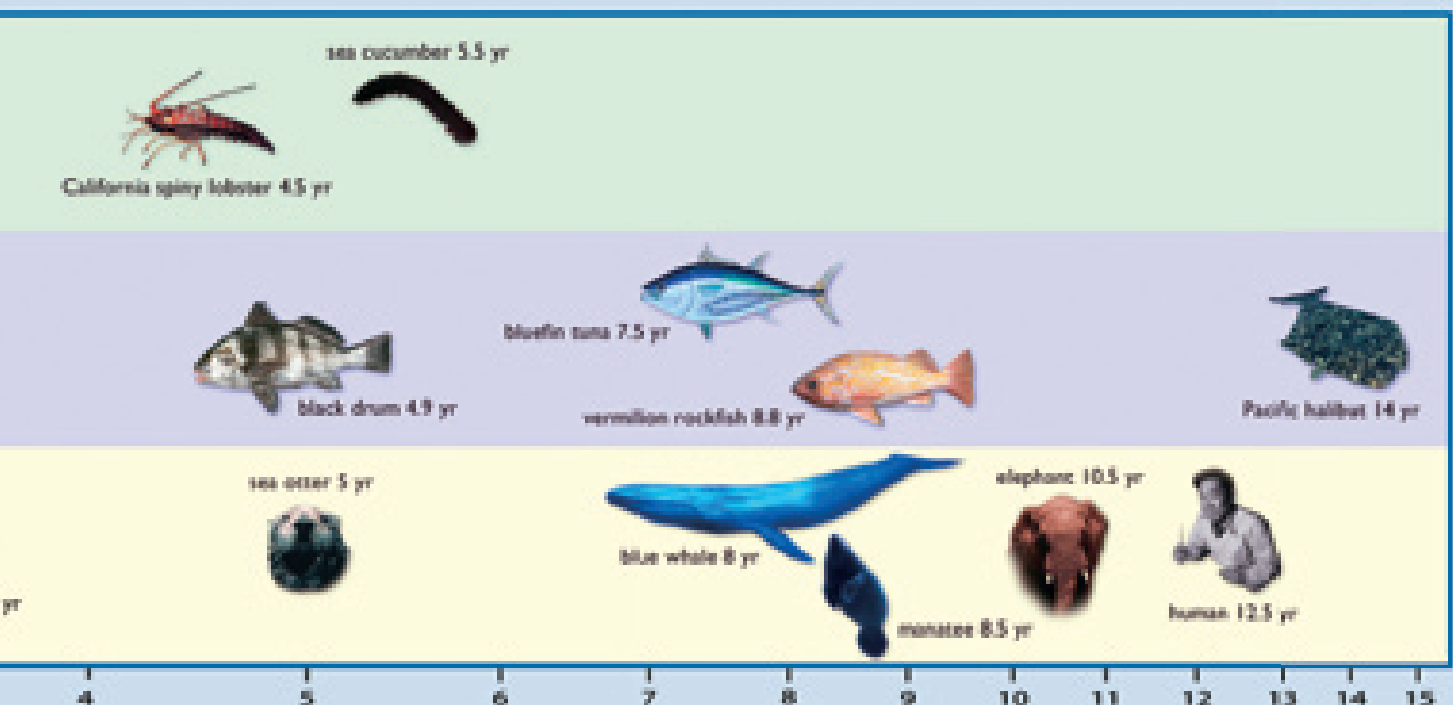 sea cucumber 5.5 yr
California spiny lobster 4.5 yr
bluefin tuna 7.5 yr
black drum 4.9 yr
vermilion rockfish 8.8 yr
Pacific halibut 14 yr
sea otter 5 yr
elephant 10.5 yr
blue whale 8 yr
yr
human 12.5 yr
manatee 8.5 yr
4 5 6 7 8 9 10 11 12 13 14 15